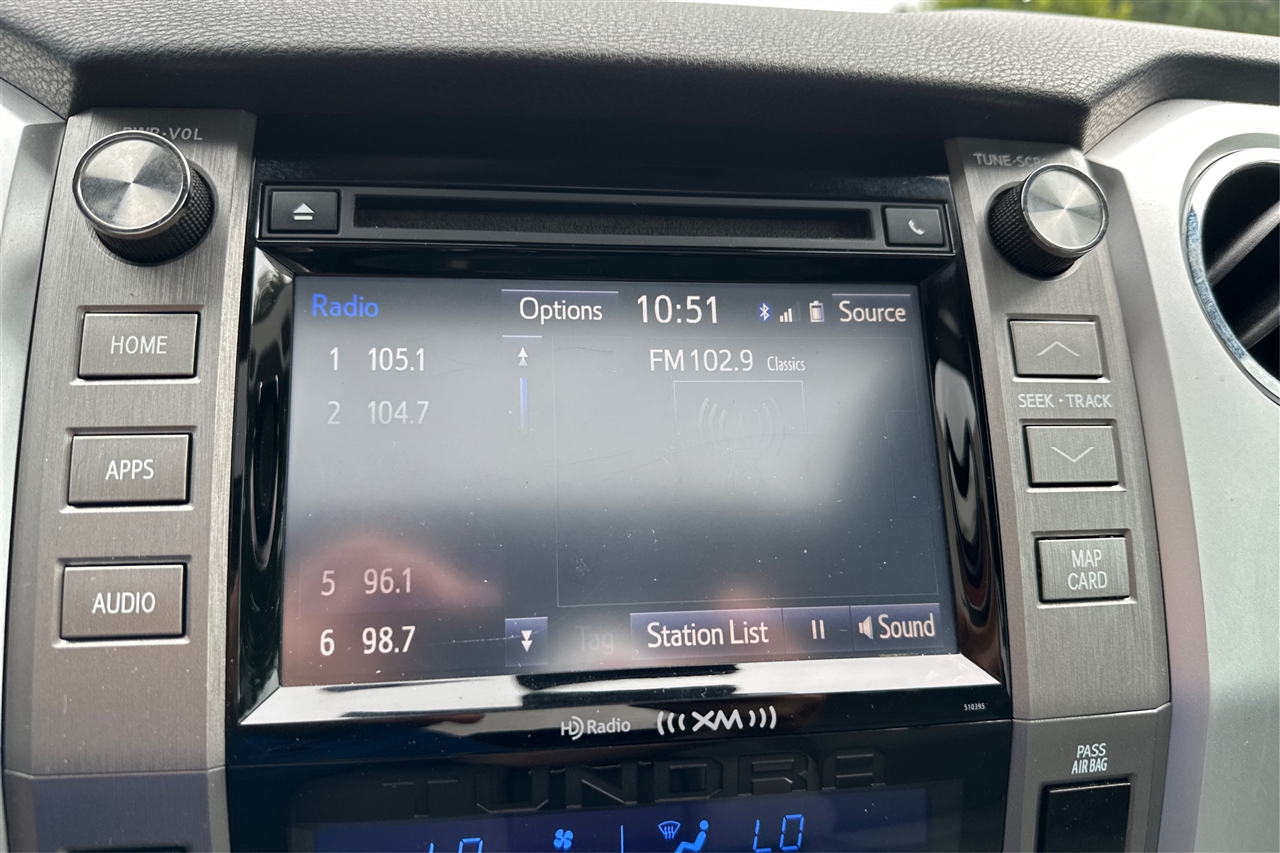 PWR·VOL
TUNE·SCROLL
HOME
APPS
AUDIO
Radio
Options
10:51
Source
1 105.1
2 104.7
5 96.1
6 98.7
FM 102.9 Classics
Tag
Station List
Sound
SEEK·TRACK
MAP
CARD
HD Radio
((( XM )))
510395
TUNDRA
PASS
AIR BAG
LO
LO